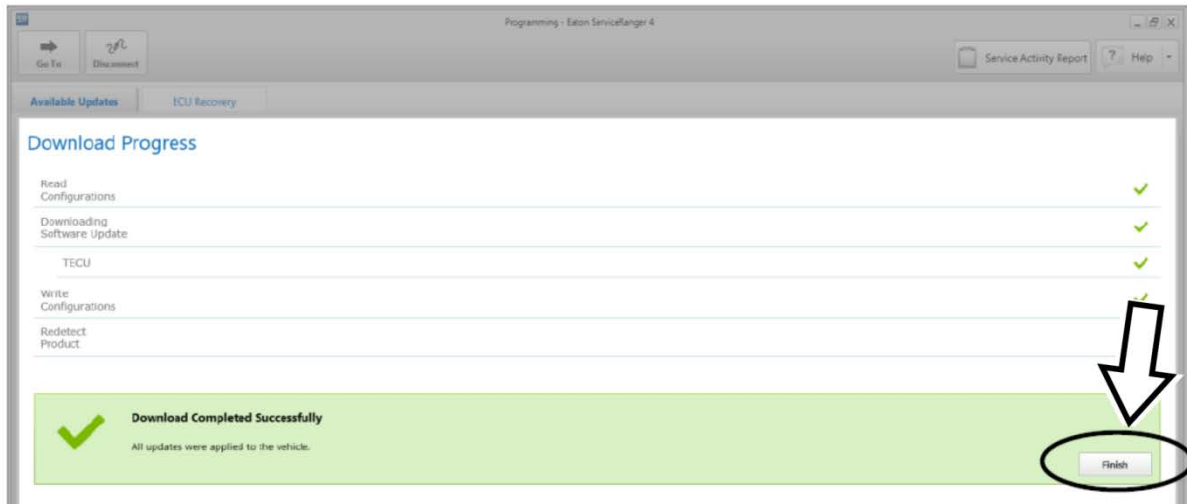 SR
Programming - Eaton ServiceRanger 4
Go To
Disconnect
Service Activity Report
? Help
Available Updates
ECU Recovery
Download Progress
Read
Configurations
Downloading
Software Update
TECU
Write
Configurations
Redetect
Product
Download Completed Successfully
All updates were applied to the vehicle.
Finish